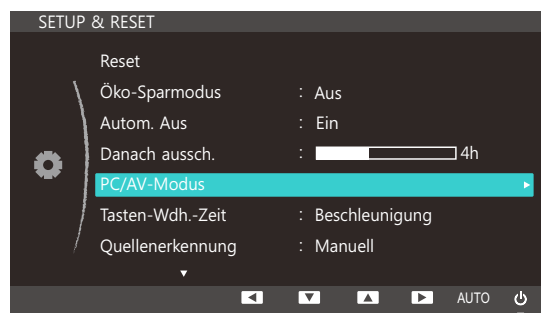 SETUP & RESET
Reset
Öko-Sparmodus : Aus
Autom. Aus : Ein
Danach aussch. : 4h
PC/AV-Modus
Tasten-Wdh.-Zeit : Beschleunigung
Quellenerkennung : Manuell
AUTO